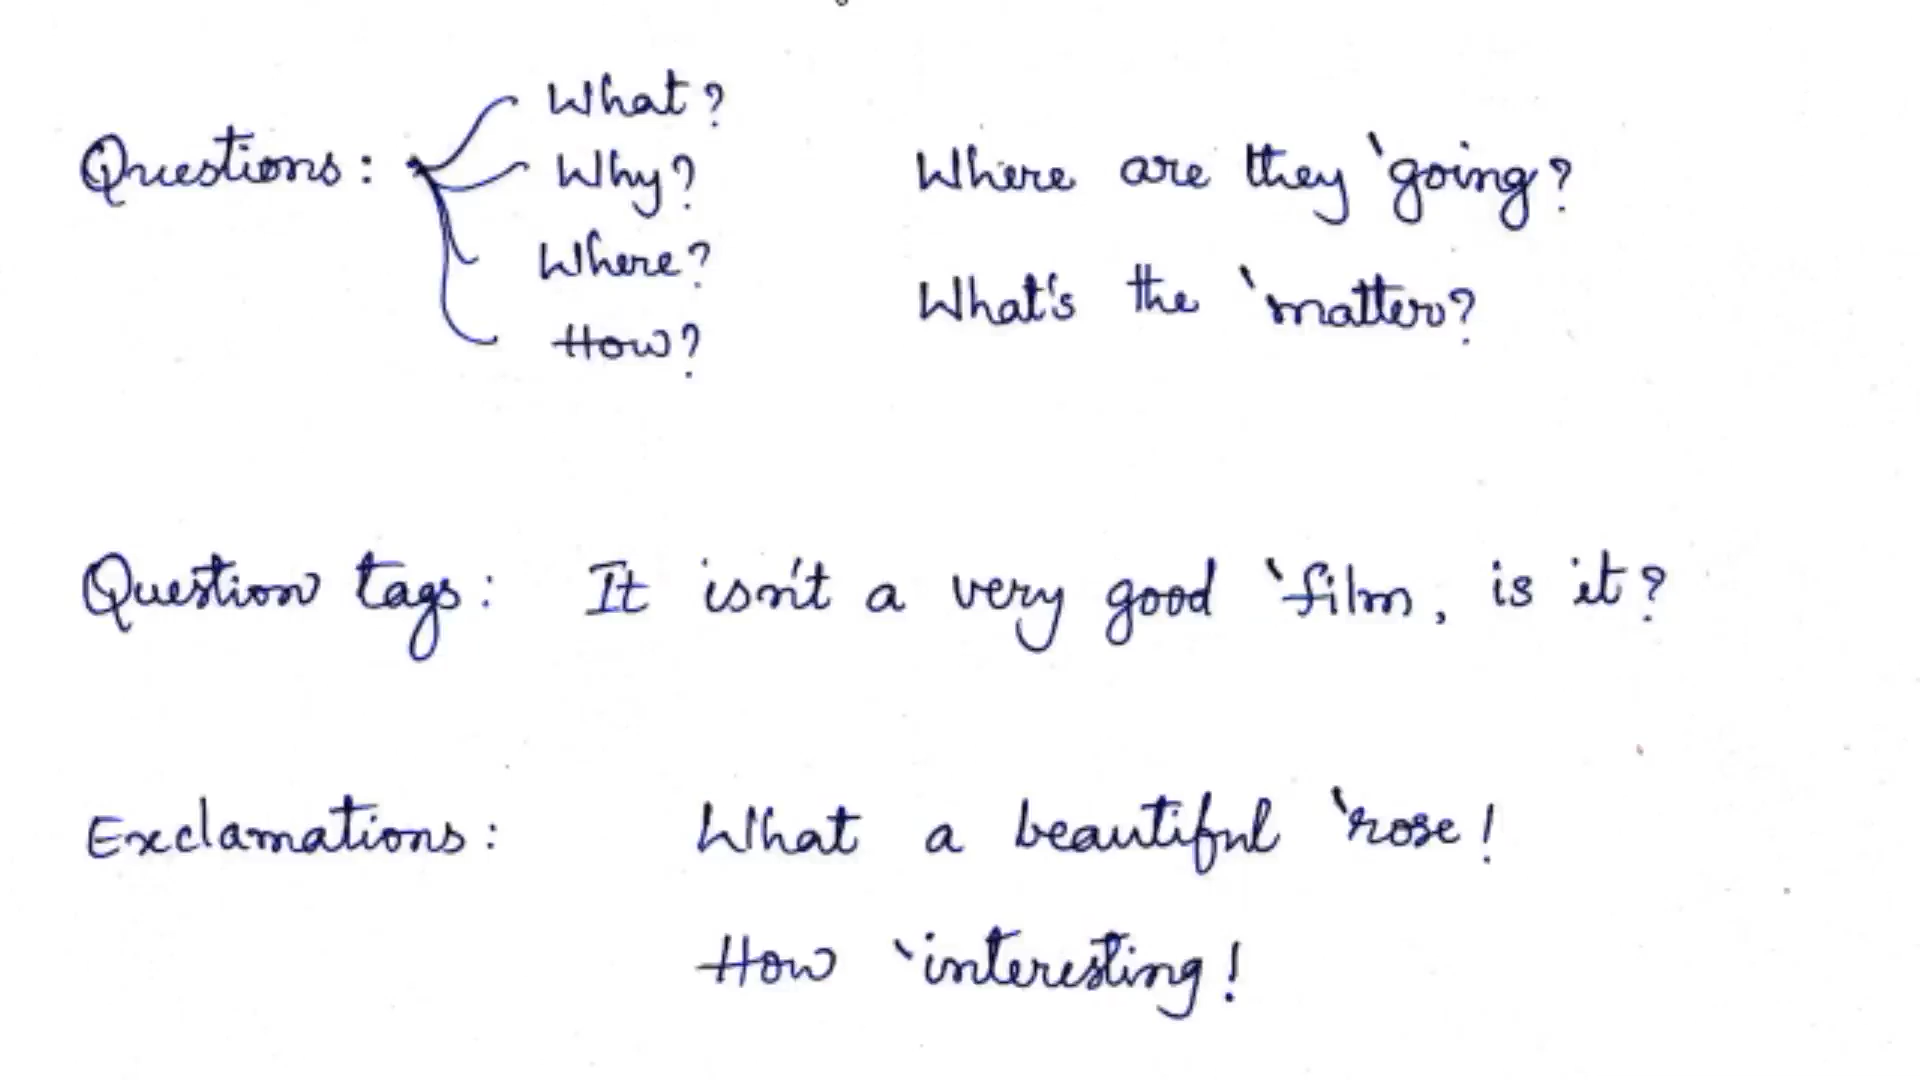 Questions: What?
Why?
Where?
How?
Where are they `going?
What's the `matter?
Question tags: It isn't a very good `film, is it?
Exclamations: What a beautiful `rose!
How `interesting!